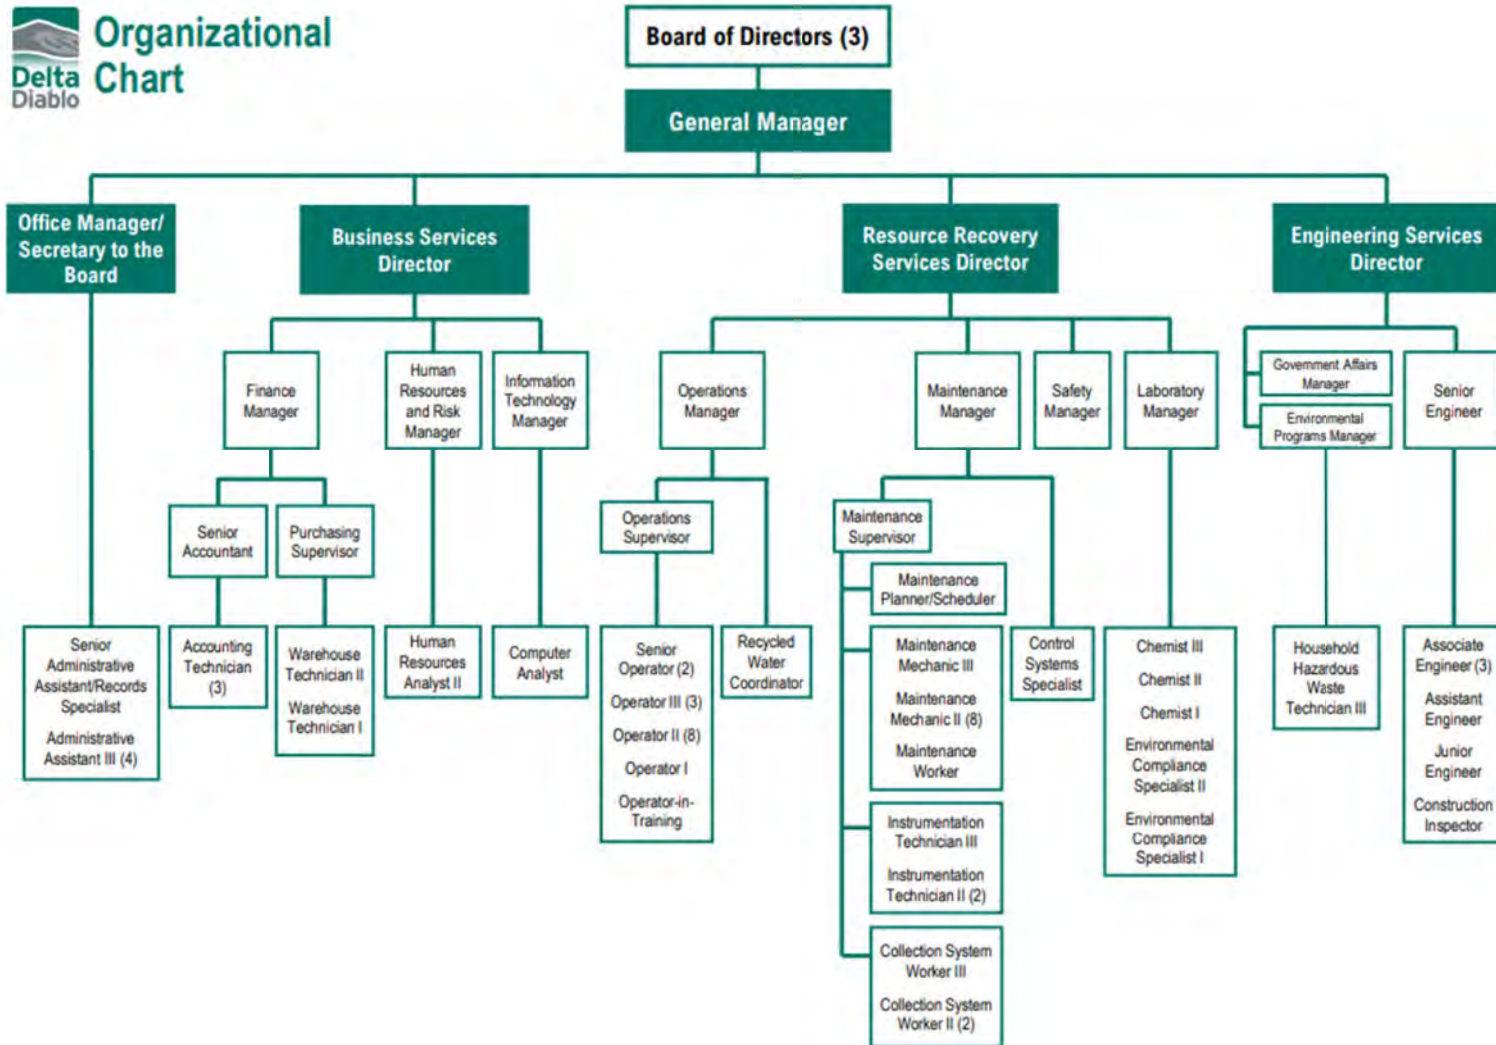 Delta
Diablo
Organizational
Chart
Board of Directors (3)
General Manager
Office Manager/
Secretary to the
Board
Business Services
Director
Resource Recovery
Services Director
Engineering Services
Director
Finance
Manager
Human
Resources
and Risk
Manager
Information
Technology
Manager
Operations
Manager
Maintenance
Manager
Safety
Manager
Laboratory
Manager
Government Affairs
Manager
Environmental
Programs Manager
Senior
Engineer
Senior
Accountant
Purchasing
Supervisor
Operations
Supervisor
Maintenance
Supervisor
Maintenance
Planner/Scheduler
Senior
Administrative
Assistant/Records
Specialist
Administrative
Assistant III (4)
Accounting
Technician
(3)
Warehouse
Technician II
Warehouse
Technician I
Human
Resources
Analyst II
Computer
Analyst
Senior
Operator (2)
Operator III (3)
Operator II (8)
Operator I
Operator-in-
Training
Recycled
Water
Coordinator
Maintenance
Mechanic III
Maintenance
Mechanic II (8)
Maintenance
Worker
Instrumentation
Technician III
Instrumentation
Technician II (2)
Collection System
Worker III
Collection System
Worker II (2)
Control
Systems
Specialist
Chemist III
Chemist II
Chemist I
Environmental
Compliance
Specialist II
Environmental
Compliance
Specialist I
Household
Hazardous
Waste
Technician III
Associate
Engineer (3)
Assistant
Engineer
Junior
Engineer
Construction
Inspector